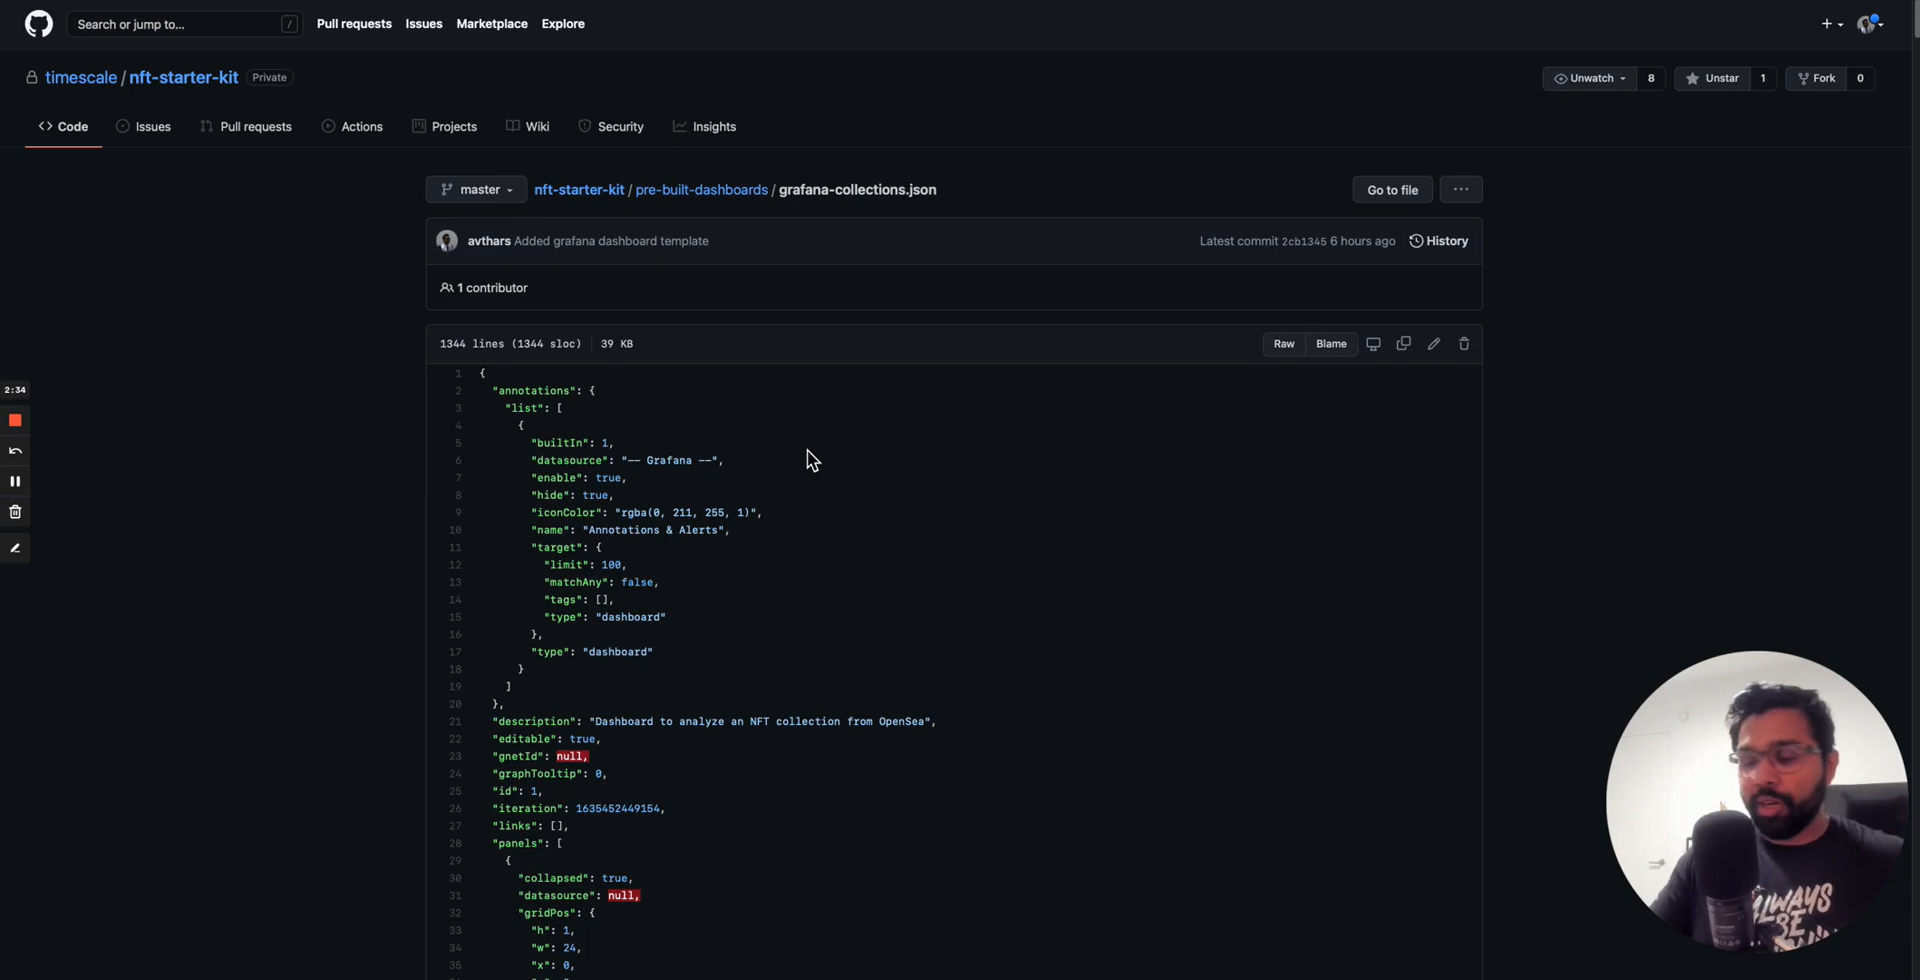 Search or jump to... /
Pull requests Issues Marketplace Explore
timescale / nft-starter-kit Private
Unwatch 8 Unstar 1 Fork 0
<> Code Issues Pull requests Actions Projects Wiki Security Insights
master nft-starter-kit / pre-built-dashboards / grafana-collections.json Go to file ...
avthars Added grafana dashboard template Latest commit 2cb1345 6 hours ago History
1 contributor
1344 lines (1344 sloc) 39 KB Raw Blame
1 {
2 "annotations": {
3 "list": [
4 {
5 "builtIn": 1,
6 "datasource": "-- Grafana --",
7 "enable": true,
8 "hide": true,
9 "iconColor": "rgba(0, 211, 255, 1)",
10 "name": "Annotations & Alerts",
11 "target": {
12 "limit": 100,
13 "matchAny": false,
14 "tags": [],
15 "type": "dashboard"
16 },
17 "type": "dashboard"
18 }
19 ]
20 },
21 "description": "Dashboard to analyze an NFT collection from OpenSea",
22 "editable": true,
23 "gnetId": null,
24 "graphTooltip": 0,
25 "id": 1,
26 "iteration": 1635452449154,
27 "links": [],
28 "panels": [
29 {
30 "collapsed": true,
31 "datasource": null,
32 "gridPos": {
33 "h": 1,
34 "w": 24,
35 "x": 0,
2:34
ALWAYS
BE